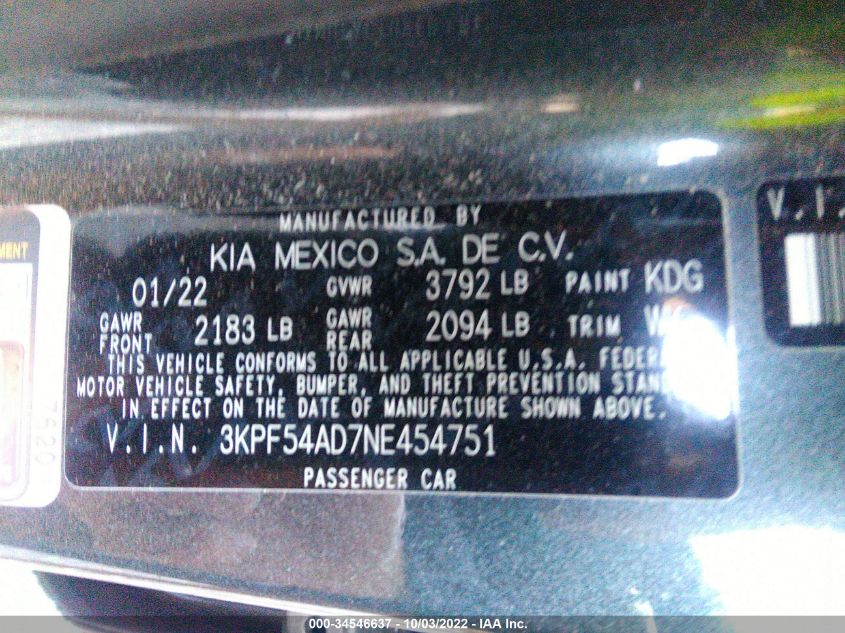 MANUFACTURED BY
KIA MEXICO S.A. DE C.V.
01/22 GVWR 3792 LB PAINT KDG
GAWR FRONT 2183 LB GAWR REAR 2094 LB TRIM
THIS VEHICLE CONFORMS TO ALL APPLICABLE U.S.A.
MOTOR VEHICLE SAFETY, BUMPER, AND THEFT PREVENTION
IN EFFECT ON THE DATE OF MANUFACTURE SHOWN ABOVE.
V.I.N. 3KPF54AD7NE454751
PASSENGER CAR
7620
V.I.
000-34546637 - 10/03/2022 - IAA Inc.